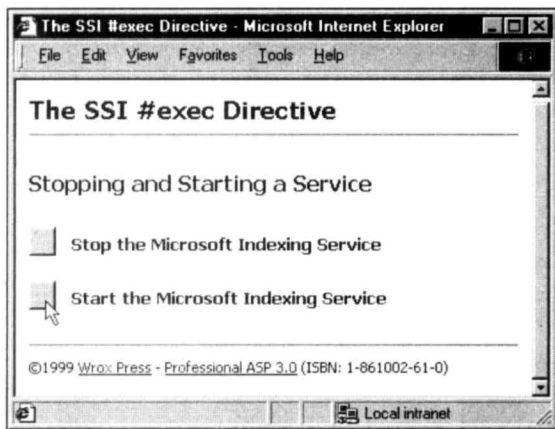 The SSI #exec Directive - Microsoft Internet Explorer
File Edit View Favorites Tools Help
The SSI #exec Directive
Stopping and Starting a Service
Stop the Microsoft Indexing Service
Start the Microsoft Indexing Service
©1999 Wrox Press - Professional ASP 3.0 (ISBN: 1-861002-61-0)
Local intranet